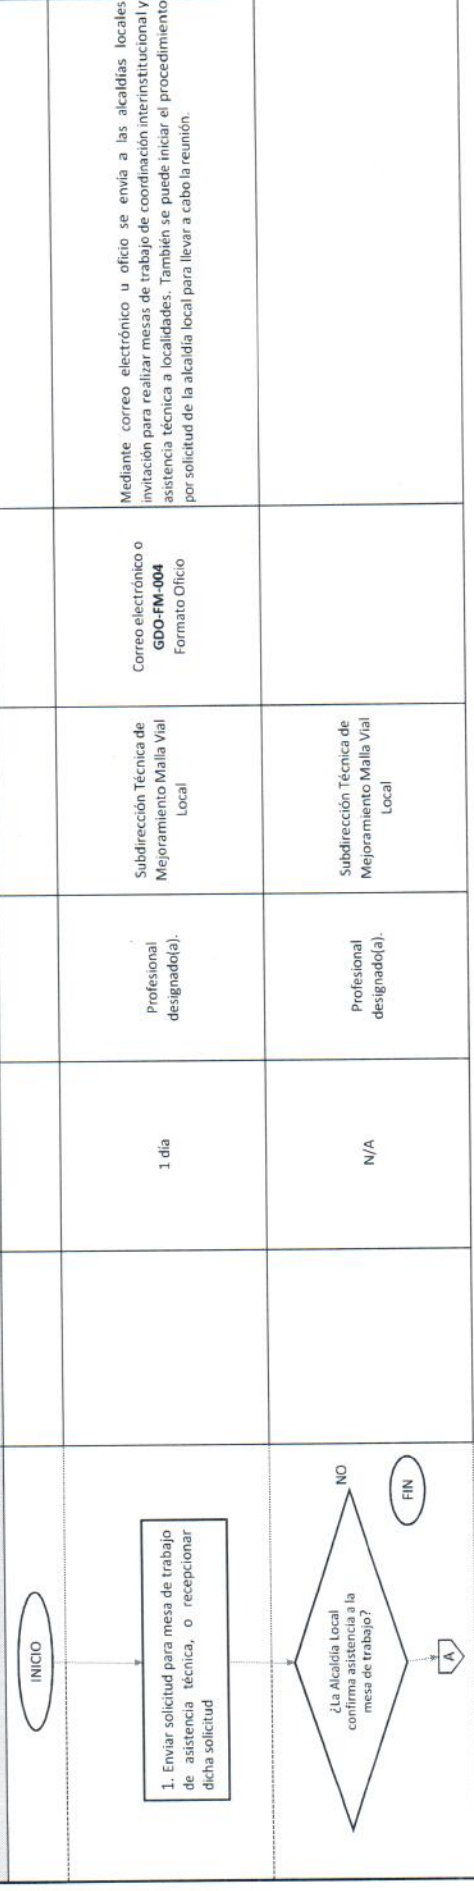 INICIO
1. Enviar solicitud para mesa de trabajo
de asistencia técnica, o recepcionar
dicha solicitud
1 día
Profesional
designado(a).
Subdirección Técnica de
Mejoramiento Malla Vial
Local
Correo electrónico o
GDO-FM-004
Formato Oficio
Mediante correo electrónico u oficio se envía a las alcaldías locales
invitación para realizar mesas de trabajo de coordinación interinstitucional y
asistencia técnica a localidades. También se puede iniciar el procedimiento
por solicitud de la alcaldía local para llevar a cabo la reunión.
¿La Alcaldía Local
confirma asistencia a la
mesa de trabajo?
NO
FIN
A
N/A
Profesional
designado(a).
Subdirección Técnica de
Mejoramiento Malla Vial
Local